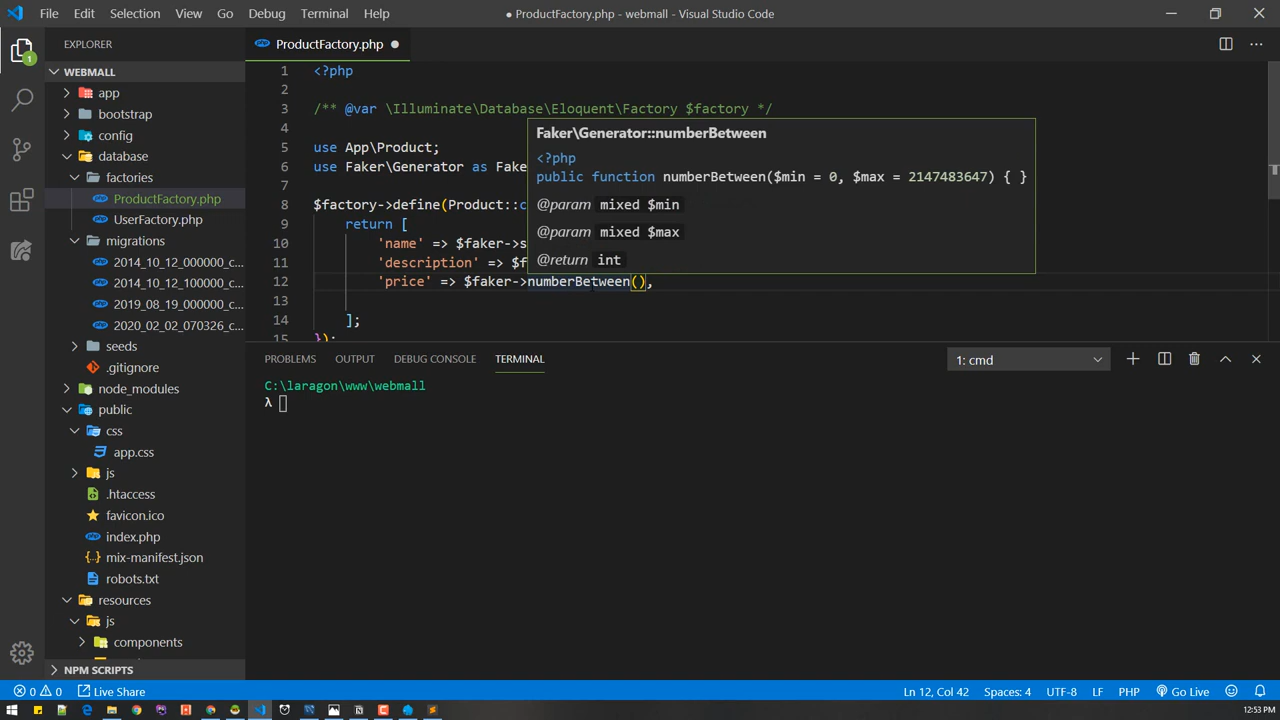 File Edit Selection View Go Debug Terminal Help
● ProductFactory.php - webmall - Visual Studio Code
EXPLORER
WEBMALL
app
bootstrap
config
database
factories
ProductFactory.php
UserFactory.php
migrations
2014_10_12_000000_c...
2014_10_12_100000_c...
2019_08_19_000000_c...
2020_02_02_070326_c...
seeds
.gitignore
node_modules
public
css
app.css
js
.htaccess
favicon.ico
index.php
mix-manifest.json
robots.txt
resources
js
components
NPM SCRIPTS
ProductFactory.php ●
1 <?php
2
3 /** @var \Illuminate\Database\Eloquent\Factory $factory */
4
5 use App\Product;
6 use Faker\Generator as Fak
7
8 $factory->define(Product::c
9 return [
10 'name' => $faker->s
11 'description' => $f
12 'price' => $faker->numberBetween(),
13
14 ];
15 });
Faker\Generator::numberBetween
<?php
public function numberBetween($min = 0, $max = 2147483647) { }
@param mixed $min
@param mixed $max
@return int
PROBLEMS OUTPUT DEBUG CONSOLE TERMINAL
1: cmd
C:\laragon\www\webmall
λ
1
0 0 Live Share
Ln 12, Col 42 Spaces: 4 UTF-8 LF PHP Go Live
12:53 PM